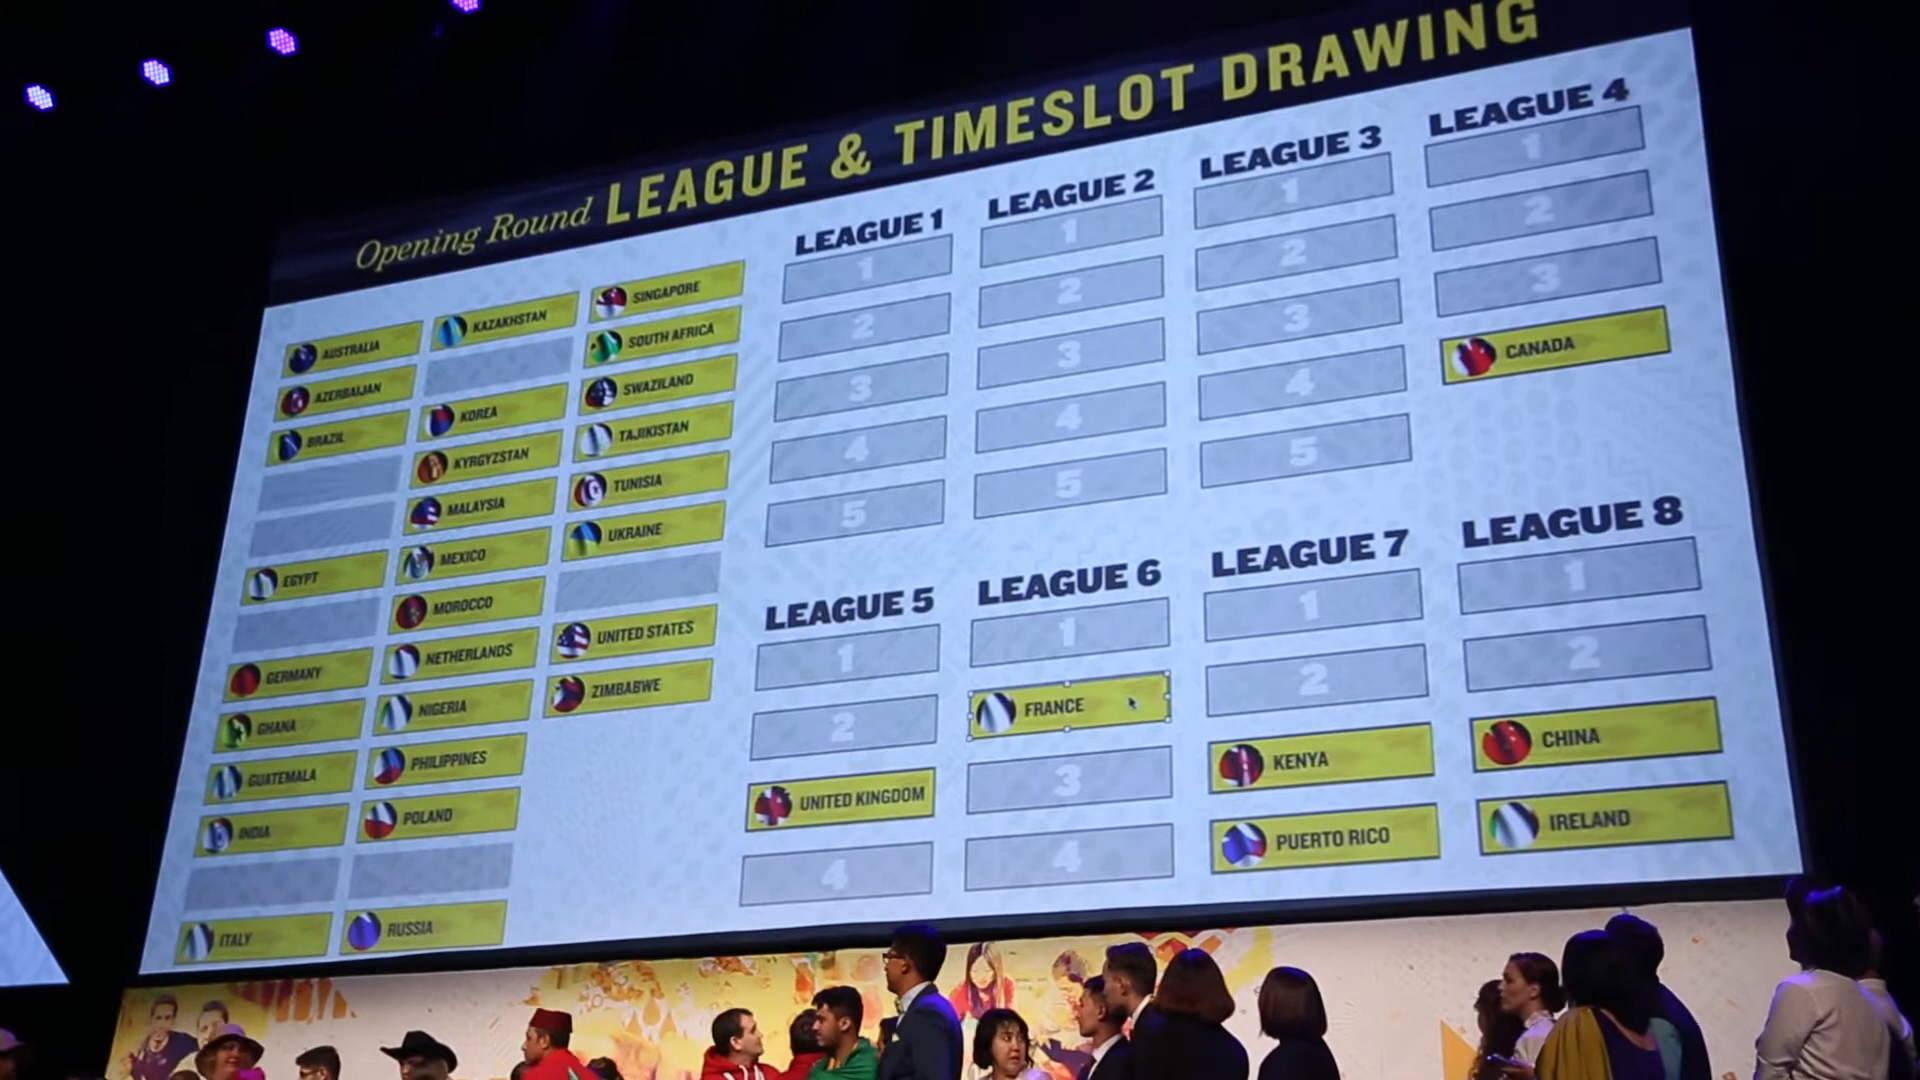 Opening Round LEAGUE & TIMESLOT DRAWING
AUSTRALIA
AZERBAIJAN
BRAZIL
EGYPT
GERMANY
GHANA
GUATEMALA
INDIA
ITALY
KAZAKHSTAN
KOREA
KYRGYZSTAN
MALAYSIA
MEXICO
MOROCCO
NETHERLANDS
NIGERIA
PHILIPPINES
POLAND
RUSSIA
SINGAPORE
SOUTH AFRICA
SWAZILAND
TAJIKISTAN
TUNISIA
UKRAINE
UNITED STATES
ZIMBABWE
LEAGUE 1
1
2
3
4
5
LEAGUE 2
1
2
3
4
5
LEAGUE 3
1
2
3
4
5
LEAGUE 4
1
2
3
CANADA
LEAGUE 5
1
2
UNITED KINGDOM
4
LEAGUE 6
1
FRANCE
3
4
LEAGUE 7
1
2
KENYA
PUERTO RICO
LEAGUE 8
1
2
CHINA
IRELAND